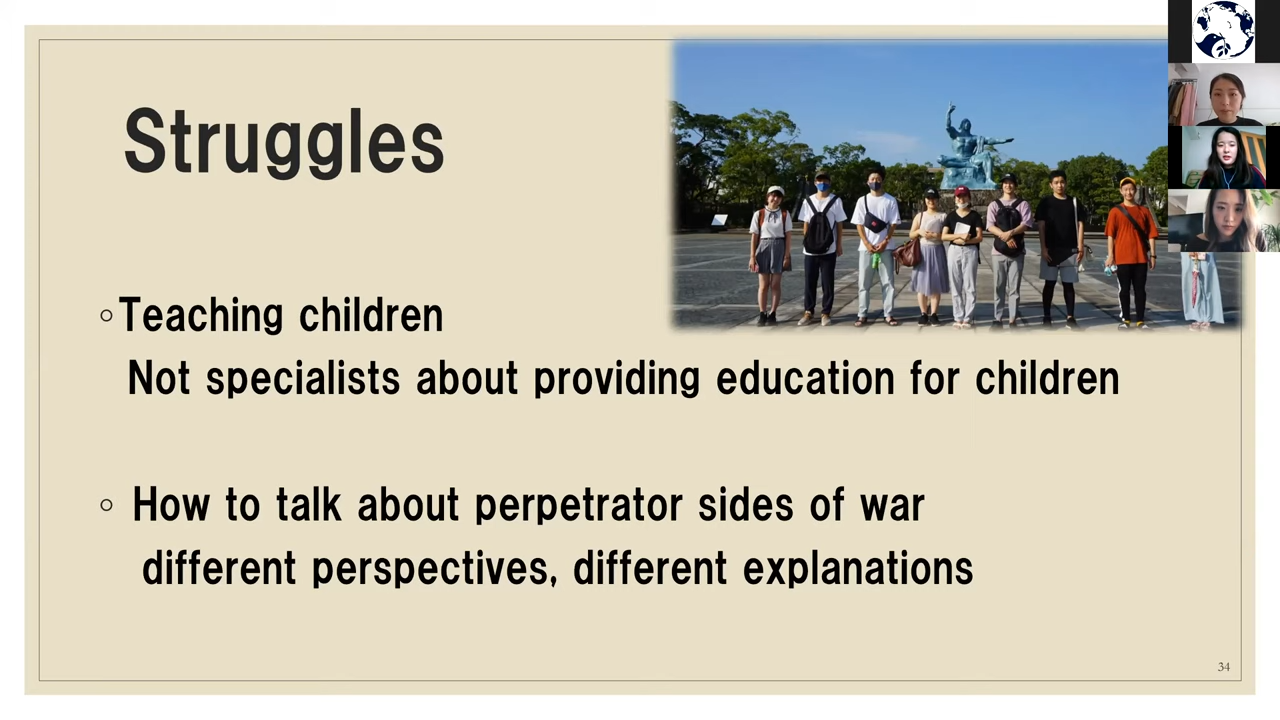 Struggles
◦Teaching children
Not specialists about providing education for children
◦ How to talk about perpetrator sides of war
different perspectives, different explanations
34